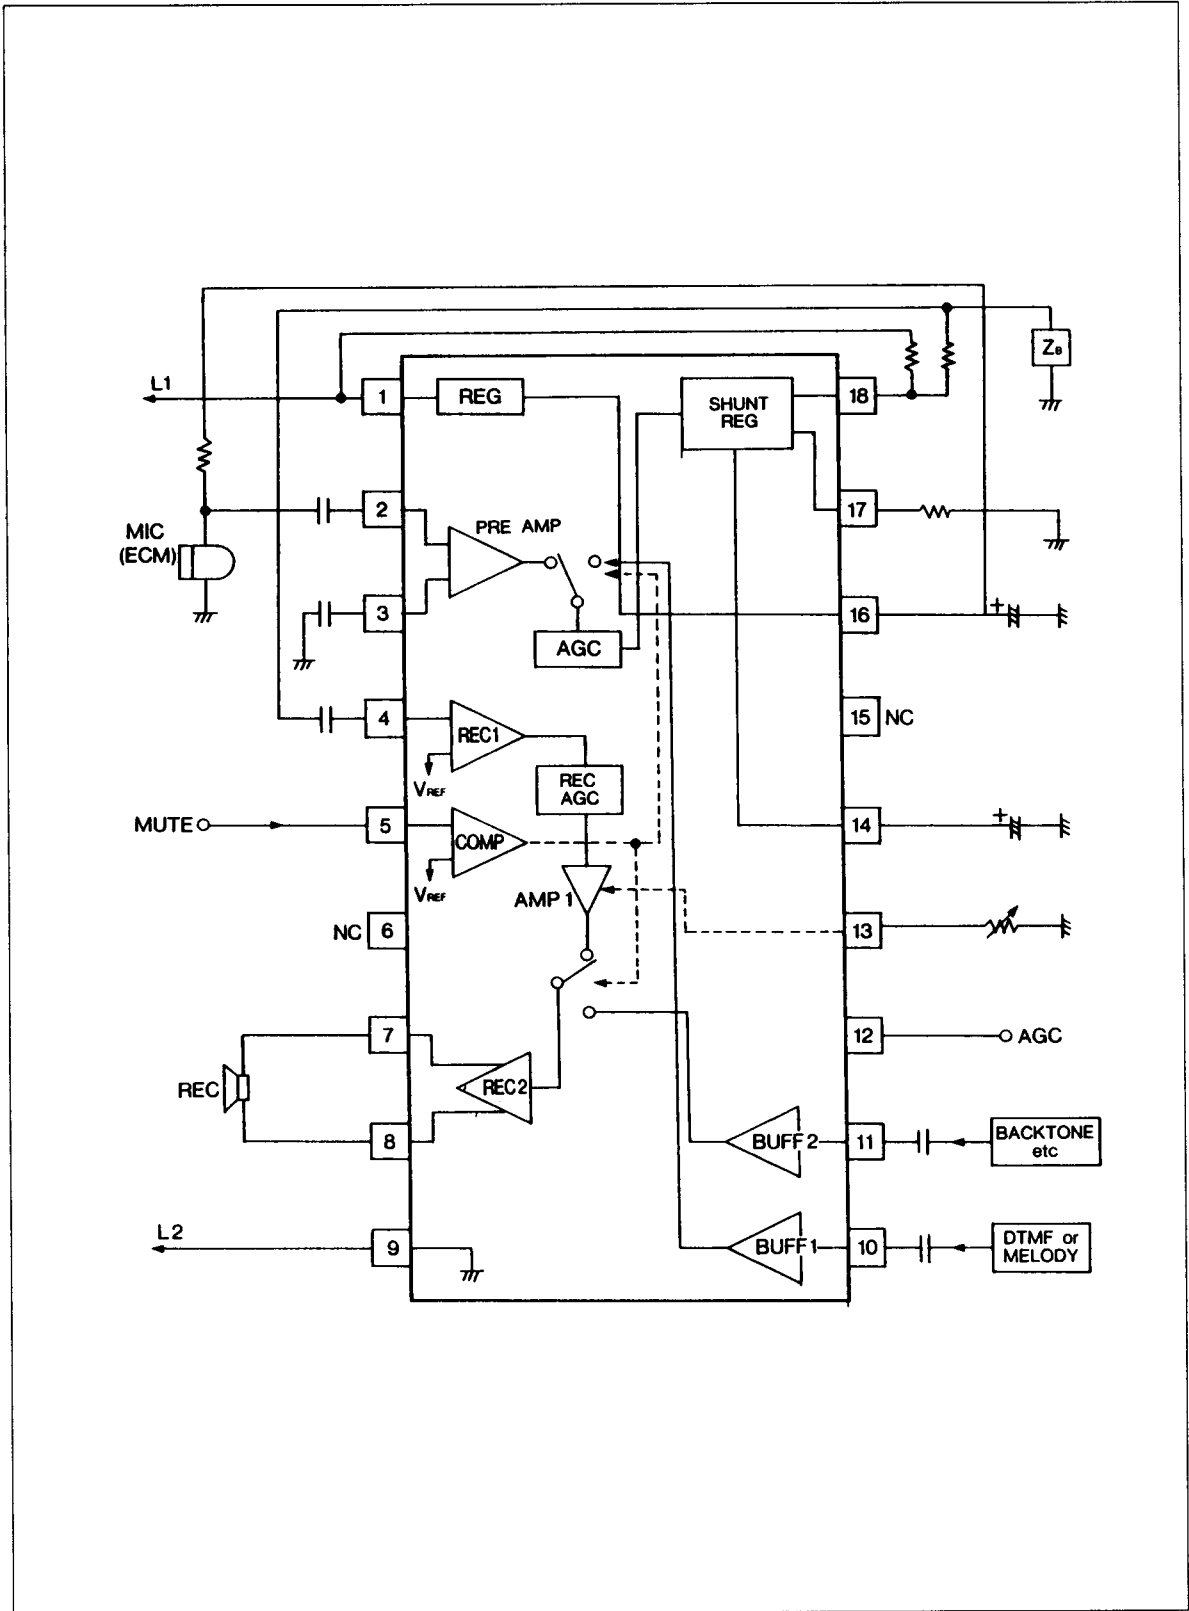 L1
1
REG
SHUNT
REG
18
ZB
2
PRE AMP
17
MIC
(ECM)
3
AGC
16
+
4
REC1
VREF
REC
AGC
15
NC
MUTE
5
COMP
VREF
14
+
AMP 1
NC
6
13
7
12
AGC
REC
REC2
8
BUFF2
11
BACKTONE
etc
L2
9
BUFF1
10
DTMF or
MELODY